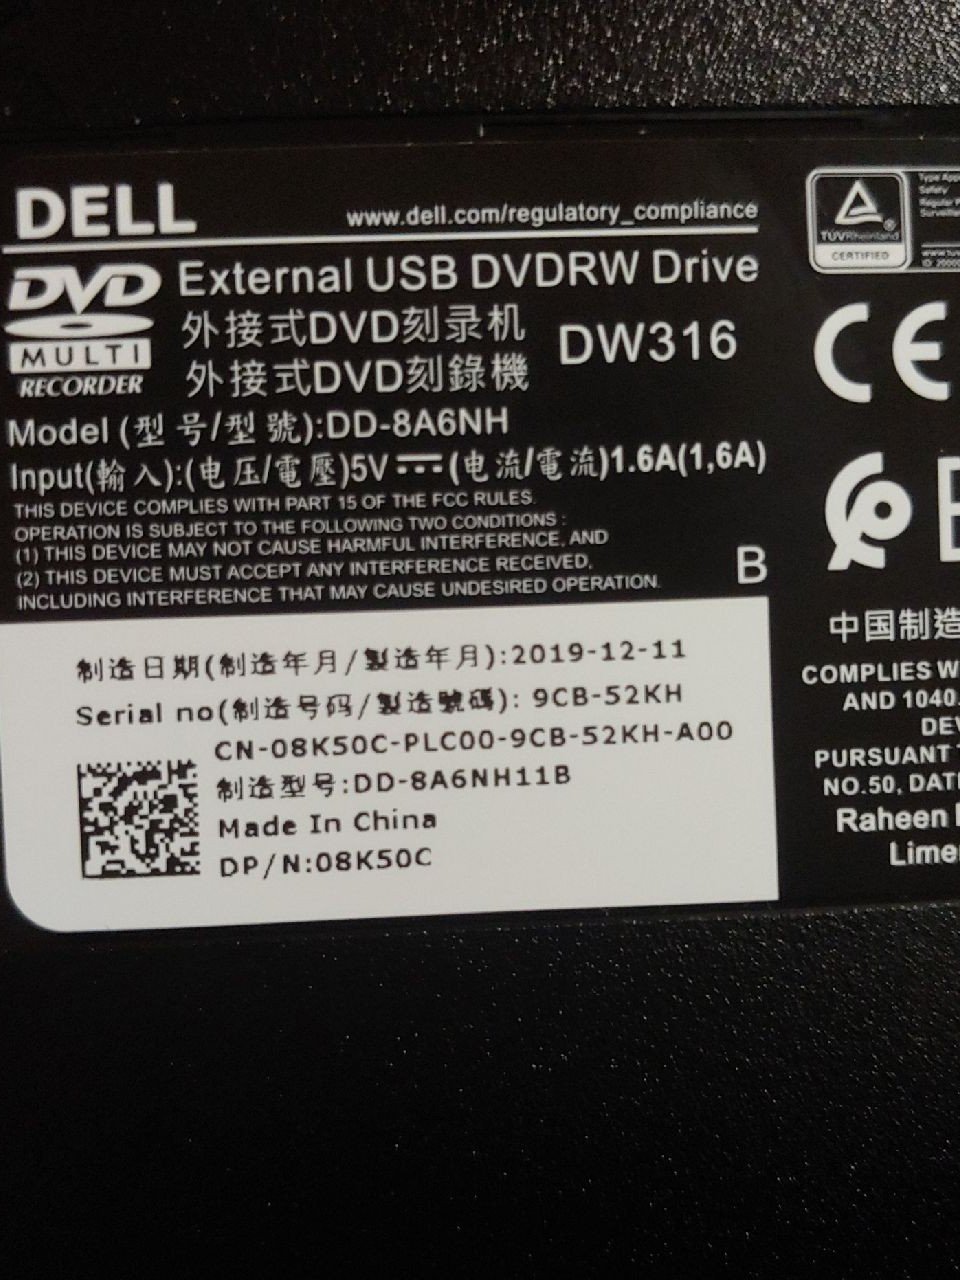 DELL
www.dell.com/regulatory_compliance
DVD
MULTI
RECORDER
External USB DVDRW Drive
外接式DVD刻录机
外接式DVD刻錄機
DW316
Model (型号/型號):DD-8A6NH
Input(輸入):(电压/電壓)5V⎓(电流/電流)1.6A(1,6A)
THIS DEVICE COMPLIES WITH PART 15 OF THE FCC RULES.
OPERATION IS SUBJECT TO THE FOLLOWING TWO CONDITIONS :
(1) THIS DEVICE MAY NOT CAUSE HARMFUL INTERFERENCE, AND
(2) THIS DEVICE MUST ACCEPT ANY INTERFERENCE RECEIVED,
INCLUDING INTERFERENCE THAT MAY CAUSE UNDESIRED OPERATION.
B
制造日期(制造年月/製造年月):2019-12-11
Serial no(制造号码/製造號碼): 9CB-52KH
CN-08K50C-PLC00-9CB-52KH-A00
制造型号:DD-8A6NH11B
Made In China
DP/N:08K50C
TÜVRheinland
CERTIFIED
Safety
CE
中国制造
COMPLIES
AND 1040.
PURSUANT
NO.50,
Raheen